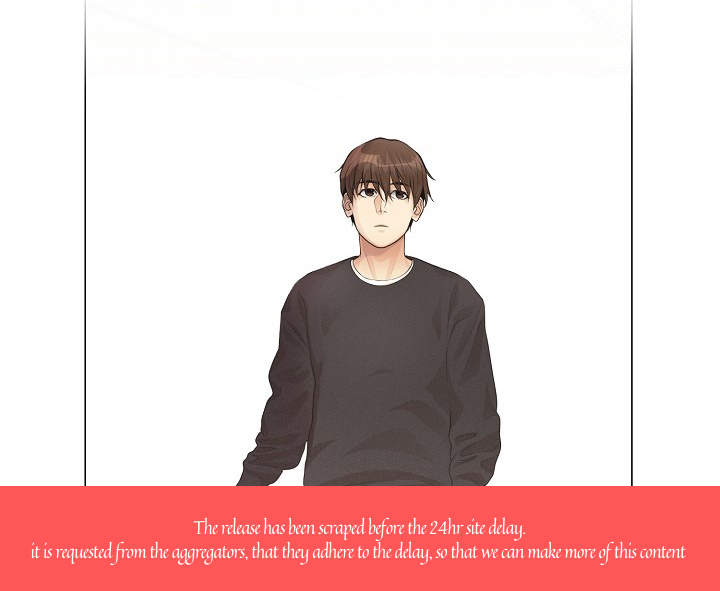 The release has been scraped before the 24hr site delay.
it is requested from the aggregators, that they adhere to the delay, so that we can make more of this content